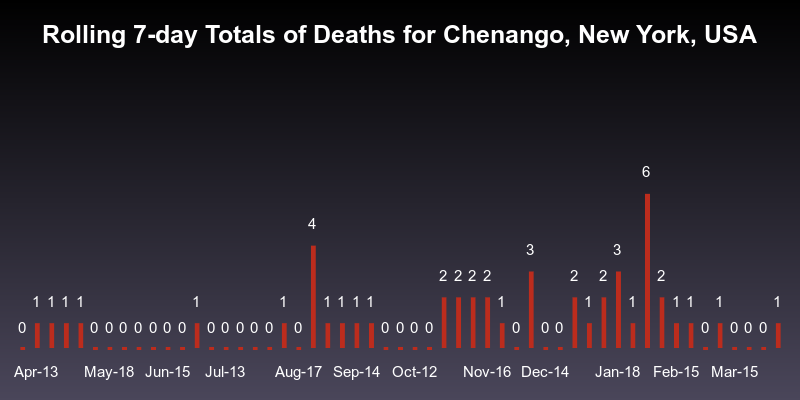 Rolling 7-day Totals of Deaths for Chenango, New York, USA
6
4
3 3
2 2 2 2 2 2 2
1 1 1 1 1 1 1 1 1 1 1 1 1 1 1 1 1
0 0 0 0 0 0 0 0 0 0 0 0 0 0 0 0 0 0 0 0 0 0 0 0 0
Apr-13 May-18 Jun-15 Jul-13 Aug-17 Sep-14 Oct-12 Nov-16 Dec-14 Jan-18 Feb-15 Mar-15